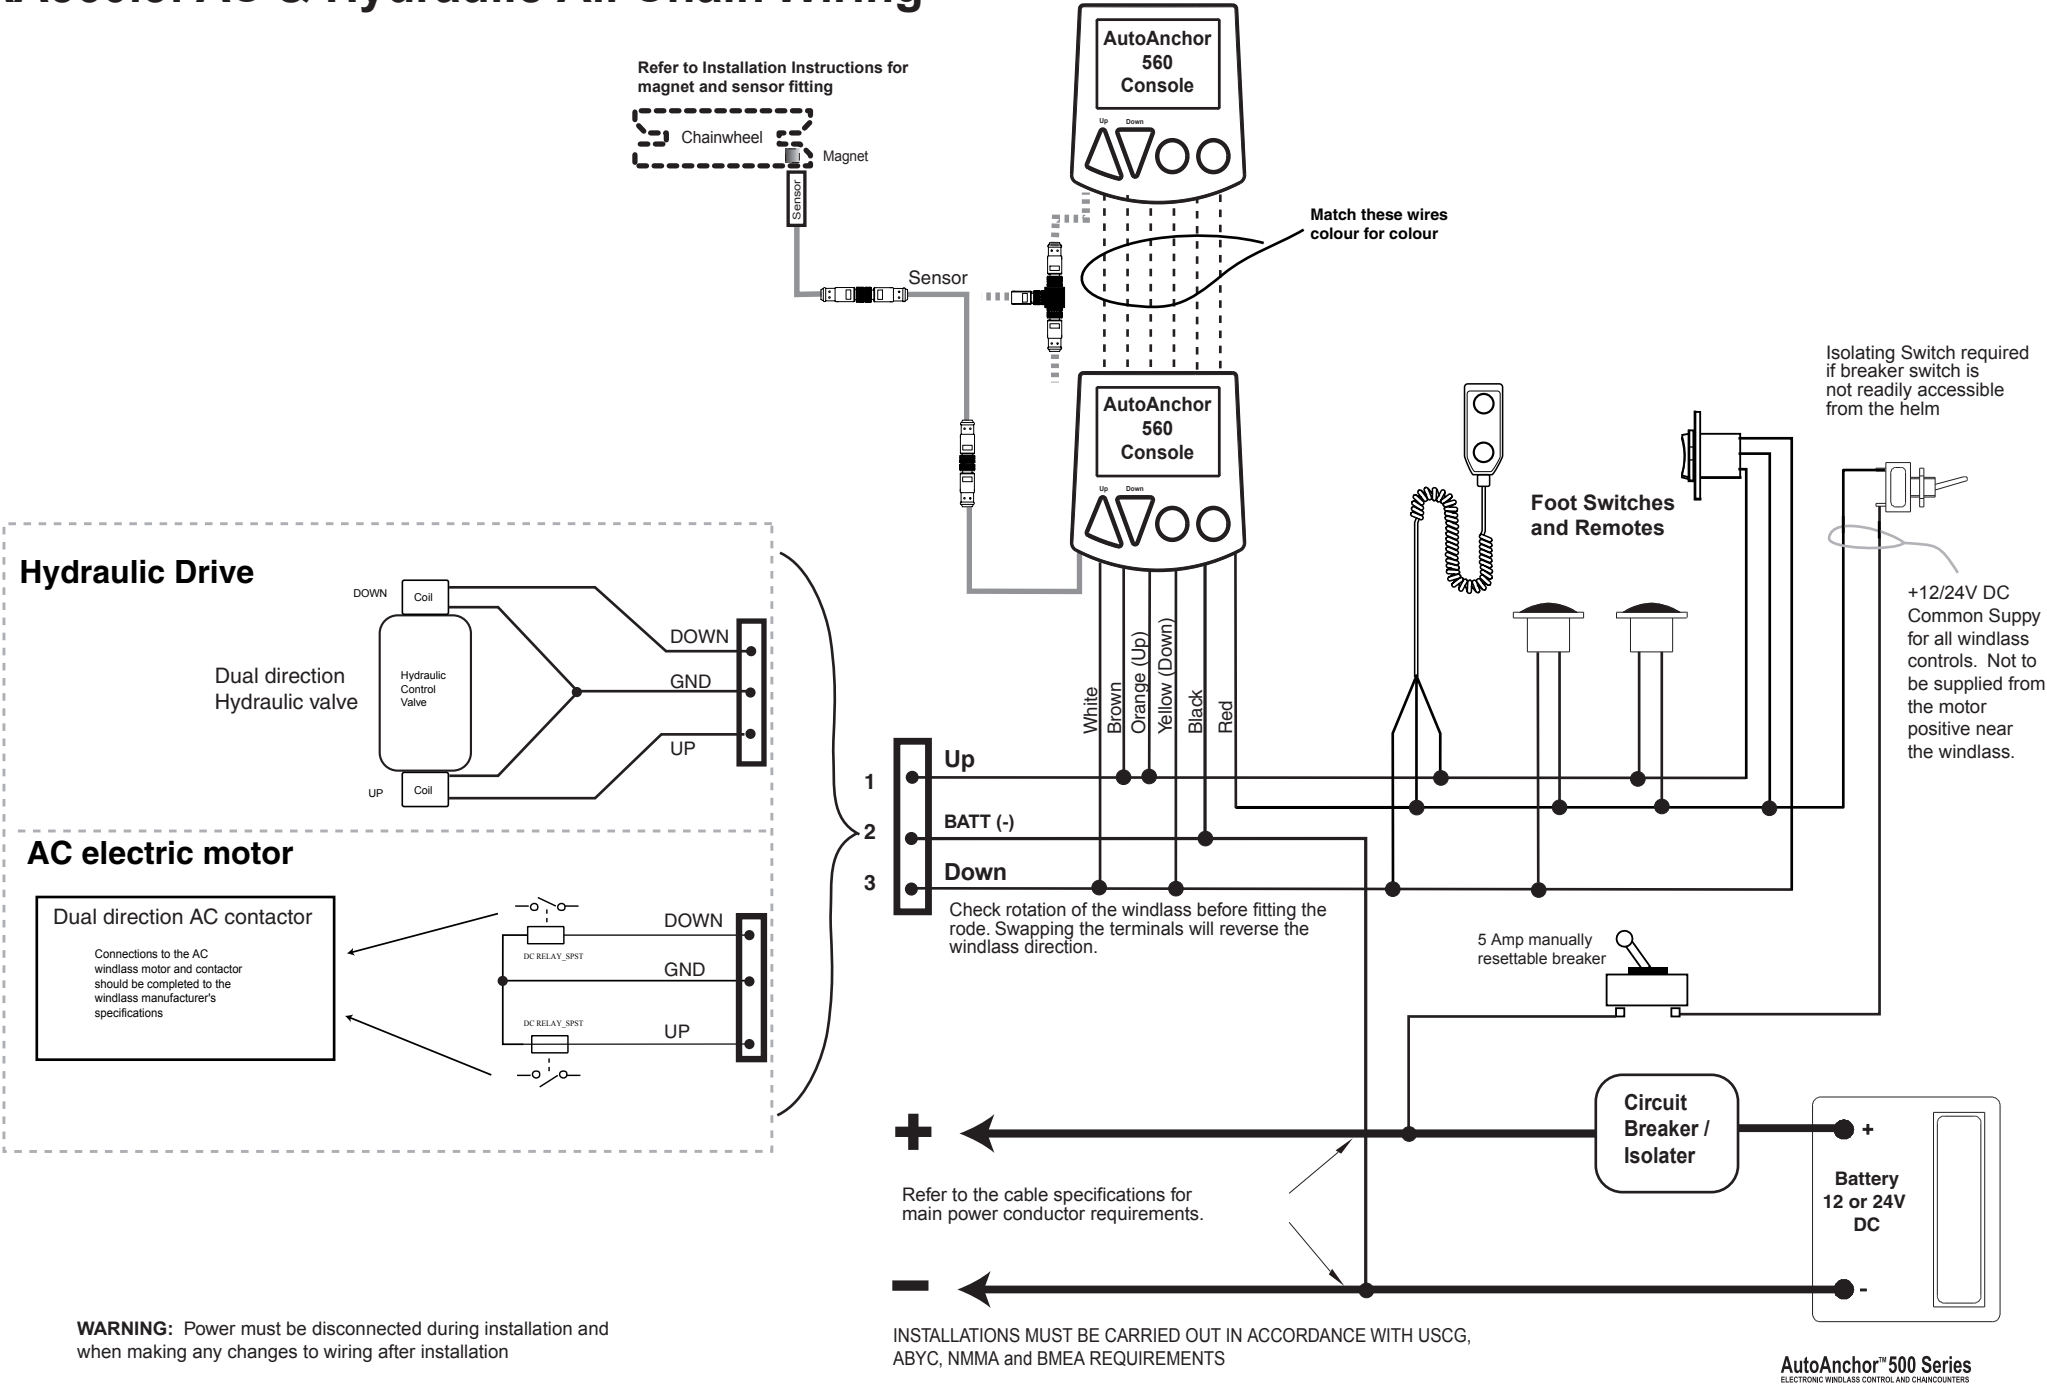 AC & Hydraulic All Chain Wiring
AutoAnchor
560
Console
Up
Down
Refer to Installation Instructions for
magnet and sensor fitting
Chainwheel
Magnet
Sensor
Sensor
Match these wires
colour for colour
AutoAnchor
560
Console
Up
Down
Isolating Switch required
if breaker switch is
not readily accessible
from the helm
Foot Switches
and Remotes
+12/24V DC
Common Suppy
for all windlass
controls. Not to
be supplied from
the motor
positive near
the windlass.
Hydraulic Drive
DOWN
Coil
Dual direction
Hydraulic valve
Hydraulic
Control
Valve
UP
Coil
DOWN
GND
UP
White
Brown
Orange (Up)
Yellow (Down)
Black
Red
1
Up
2
BATT (-)
3
Down
Check rotation of the windlass before fitting the
rode. Swapping the terminals will reverse the
windlass direction.
AC electric motor
Dual direction AC contactor
Connections to the AC
windlass motor and contactor
should be completed to the
windlass manufacturer's
specifications
DC RELAY_SPST
DC RELAY_SPST
DOWN
GND
UP
5 Amp manually
resettable breaker
+
Circuit
Breaker /
Isolater
+
Battery
12 or 24V
DC
-
Refer to the cable specifications for
main power conductor requirements.
-
WARNING: Power must be disconnected during installation and
when making any changes to wiring after installation
INSTALLATIONS MUST BE CARRIED OUT IN ACCORDANCE WITH USCG,
ABYC, NMMA and BMEA REQUIREMENTS
AutoAnchor™ 500 Series
ELECTRONIC WINDLASS CONTROL AND CHAINCOUNTERS